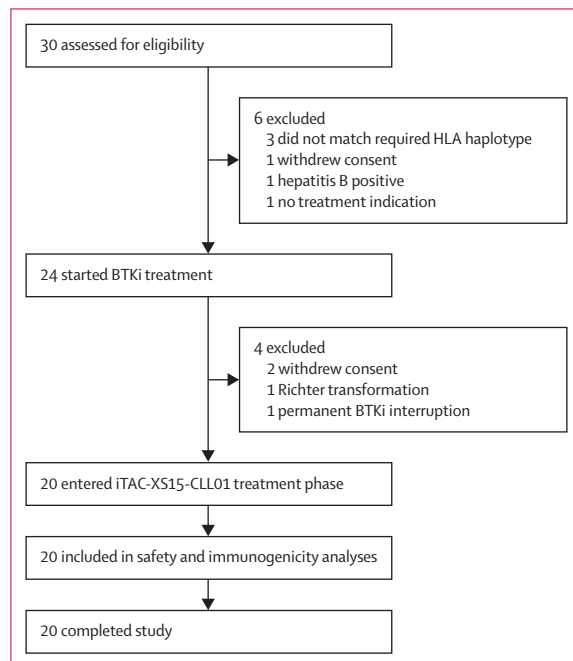 30 assessed for eligibility
6 excluded
3 did not match required HLA haplotype
1 withdrew consent
1 hepatitis B positive
1 no treatment indication
24 started BTKi treatment
4 excluded
2 withdrew consent
1 Richter transformation
1 permanent BTKi interruption
20 entered iTAC-XS15-CLL01 treatment phase
20 included in safety and immunogenicity analyses
20 completed study